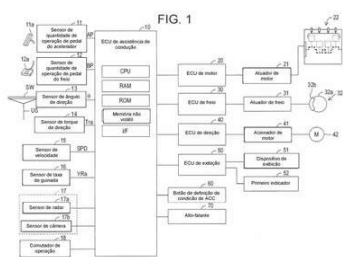 FIG. 1
11a
11
Sensor de
quantidade de
operação de pedal
do acelerador
AP
12a
12
Sensor de
quantidade de
operação do pedal
do freio
BP
SW
13
Sensor de ângulo
de direção
θ
US
14
Sensor de torque
da direção
Tra
15
Sensor de
velocidade
SPD
16
Sensor de taxa
de guinada
YRa
17
17a
Sensor de radar
17b
Sensor de câmera
18
Comutador de
operação
10
ECU de assistência de
condução
CPU
RAM
ROM
Memória não
volátil
I/F
20
ECU de motor
21
Atuador de
motor
22
30
ECU de freio
31
Atuador de freio
32b
32a
32
40
ECU de direção
41
Acionador de
motor
M
42
50
ECU de exibição
51
Dispositivo de
exibição
52
Primeiro indicador
60
Botão de definição de
condição de ACC
70
Alto-falante